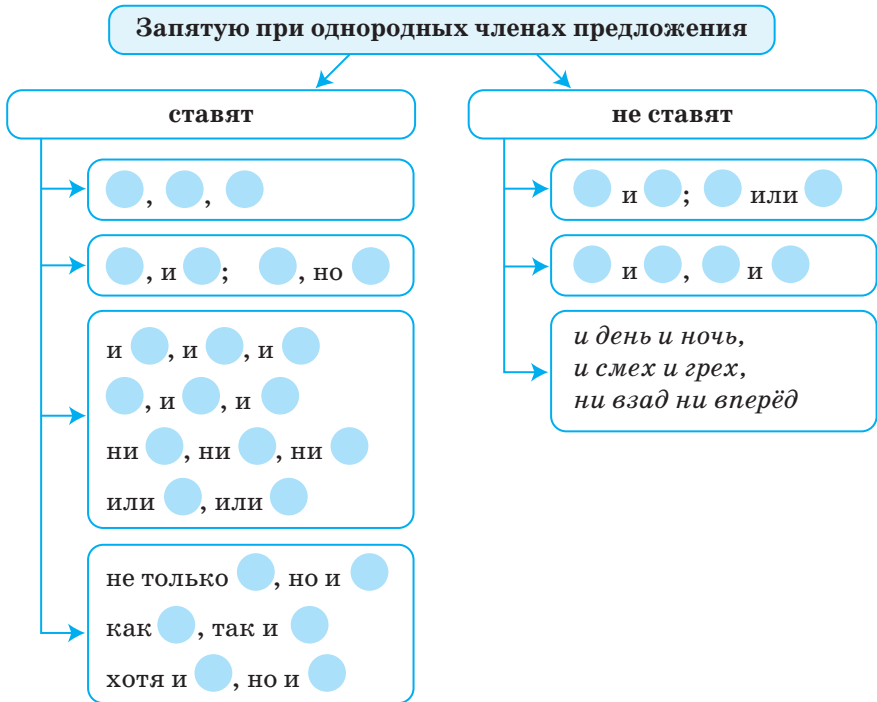 Запятую при однородных членах предложения
ставят
, ,
, и ; , но
и , и , и
, и , и
ни , ни , ни
или , или
не только , но и
как , так и
хотя и , но и
не ставят
и ; или
и , и
и день и ночь,
и смех и грех,
ни взад ни вперёд